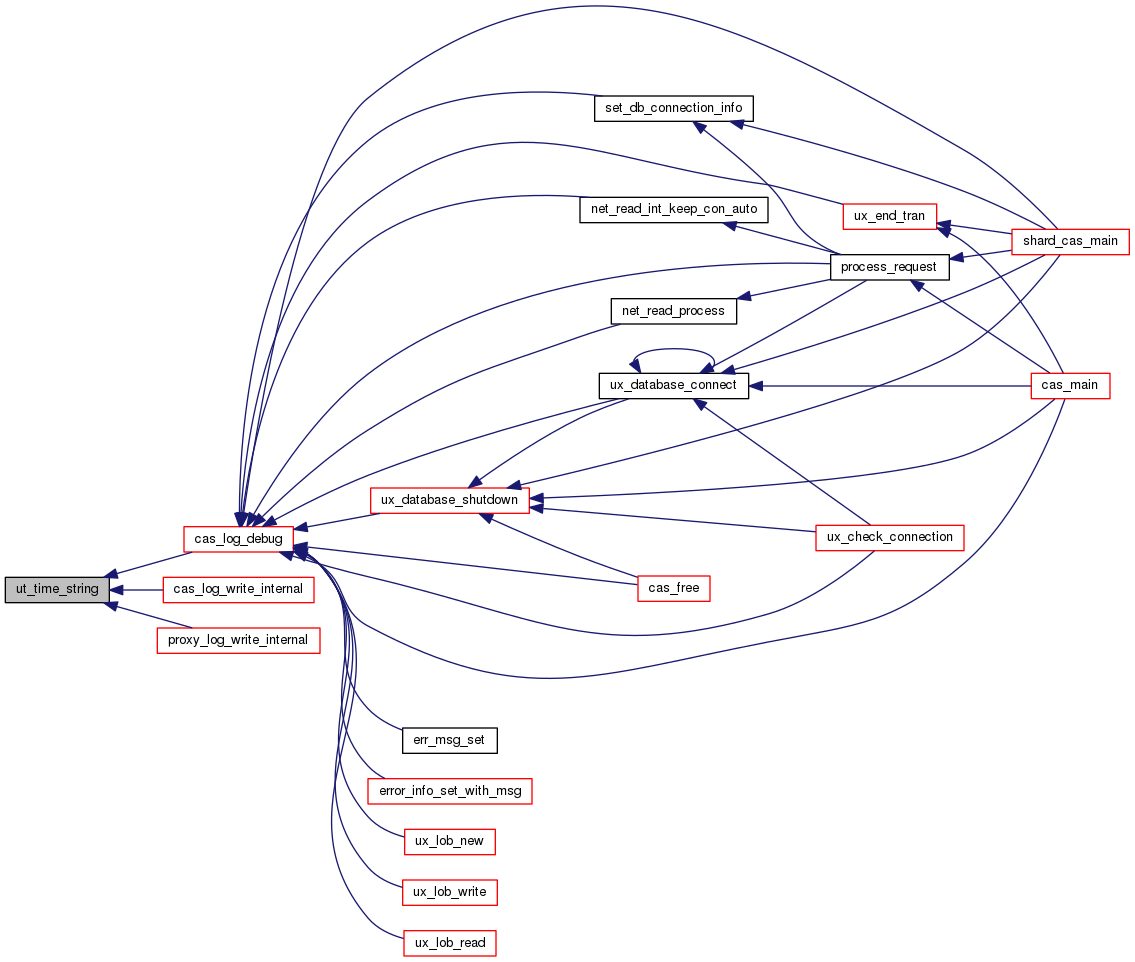 set_db_connection_info
net_read_int_keep_con_auto
ux_end_tran
shard_cas_main
process_request
net_read_process
ux_database_connect
cas_main
ux_database_shutdown
cas_log_debug
ux_check_connection
ut_time_string
cas_log_write_internal
cas_free
proxy_log_write_internal
err_msg_set
error_info_set_with_msg
ux_lob_new
ux_lob_write
ux_lob_read